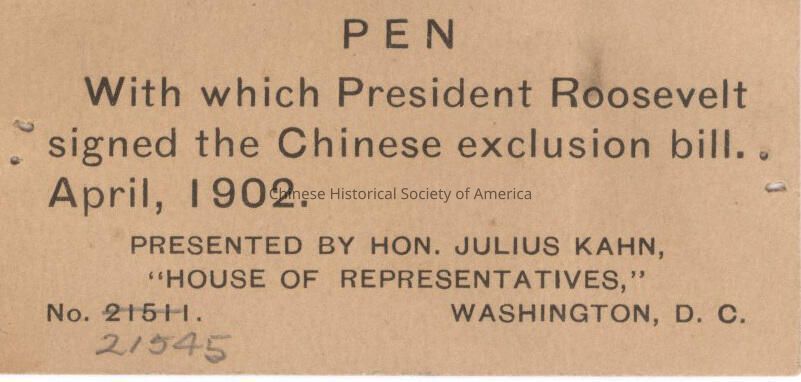 PEN
With which President Roosevelt
signed the Chinese exclusion bill.
April, 1902.
Chinese Historical Society of America
PRESENTED BY HON. JULIUS KAHN,
"HOUSE OF REPRESENTATIVES,"
No. 21511. WASHINGTON, D. C.
21545